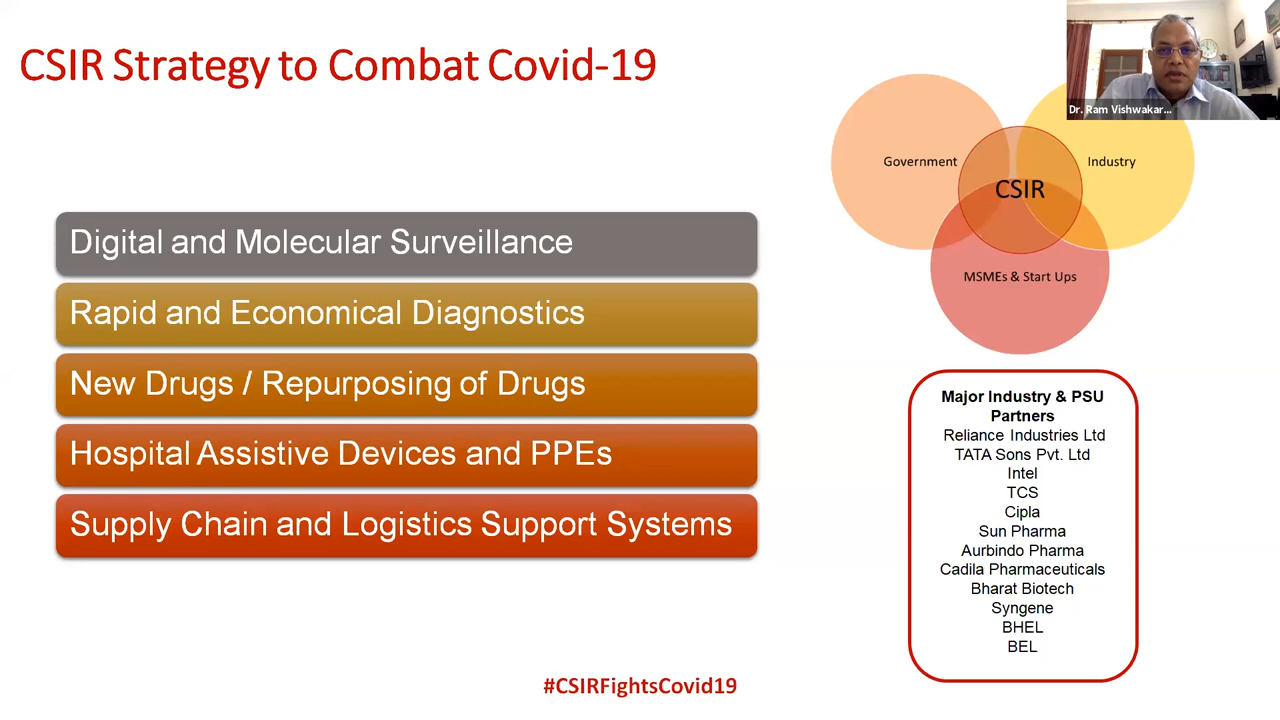 CSIR Strategy to Combat Covid-19
Dr. Ram Vishwakar...
Government
Industry
CSIR
MSMEs & Start Ups
Digital and Molecular Surveillance
Rapid and Economical Diagnostics
New Drugs / Repurposing of Drugs
Hospital Assistive Devices and PPEs
Supply Chain and Logistics Support Systems
Major Industry & PSU
Partners
Reliance Industries Ltd
TATA Sons Pvt. Ltd
Intel
TCS
Cipla
Sun Pharma
Aurbindo Pharma
Cadila Pharmaceuticals
Bharat Biotech
Syngene
BHEL
BEL
#CSIRFightsCovid19